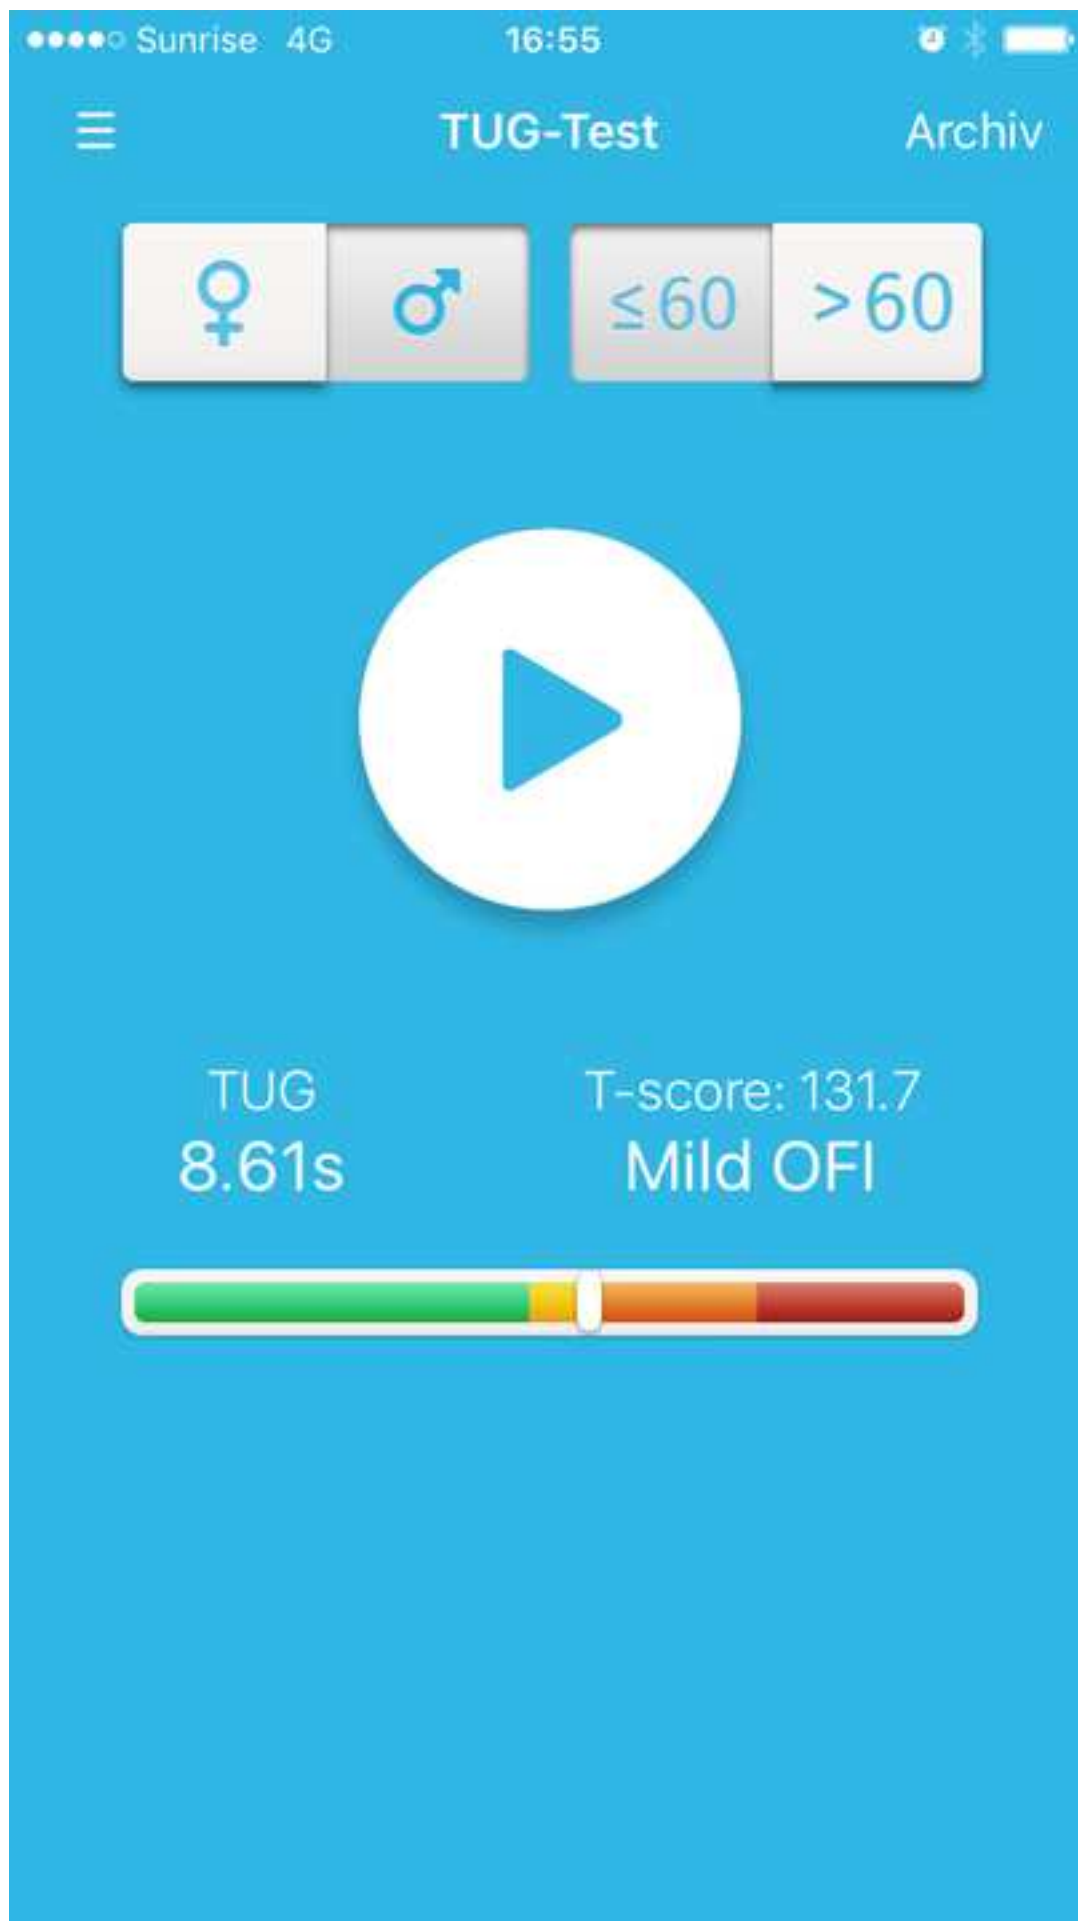 Sunrise 4G 16:55
TUG-Test Archiv
≤60 >60
TUG T-score: 131.7
8.61s Mild OFI